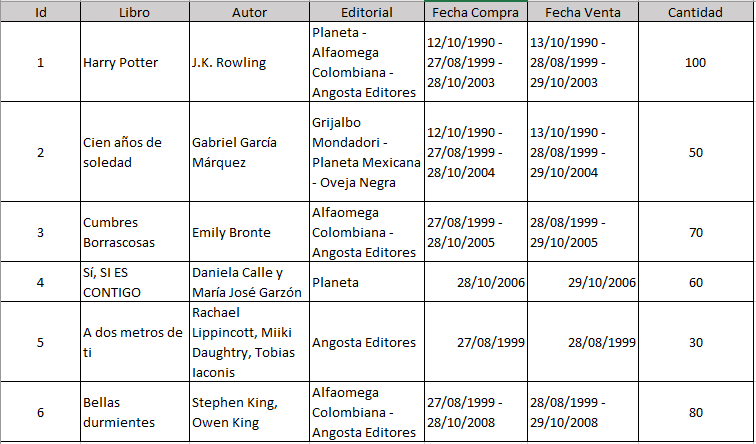 Id Libro Autor Editorial Fecha Compra Fecha Venta Cantidad
1 Harry Potter J.K. Rowling Planeta - Alfaomega Colombiana - Angosta Editores 12/10/1990 - 27/08/1999 - 28/10/2003 13/10/1990 - 28/08/1999 - 29/10/2003 100
2 Cien años de soledad Gabriel García Márquez Grijalbo Mondadori - Planeta Mexicana - Oveja Negra 12/10/1990 - 27/08/1999 - 28/10/2004 13/10/1990 - 28/08/1999 - 29/10/2004 50
3 Cumbres Borrascosas Emily Bronte Alfaomega Colombiana - Angosta Editores 27/08/1999 - 28/10/2005 28/08/1999 - 29/10/2005 70
4 Sí, SI ES CONTIGO Daniela Calle y María José Garzón Planeta 28/10/2006 29/10/2006 60
5 A dos metros de ti Rachael Lippincott, Miiki Daughtry, Tobias Iaconis Angosta Editores 27/08/1999 28/08/1999 30
6 Bellas durmientes Stephen King, Owen King Alfaomega Colombiana - Angosta Editores 27/08/1999 - 28/10/2008 28/08/1999 - 29/10/2008 80